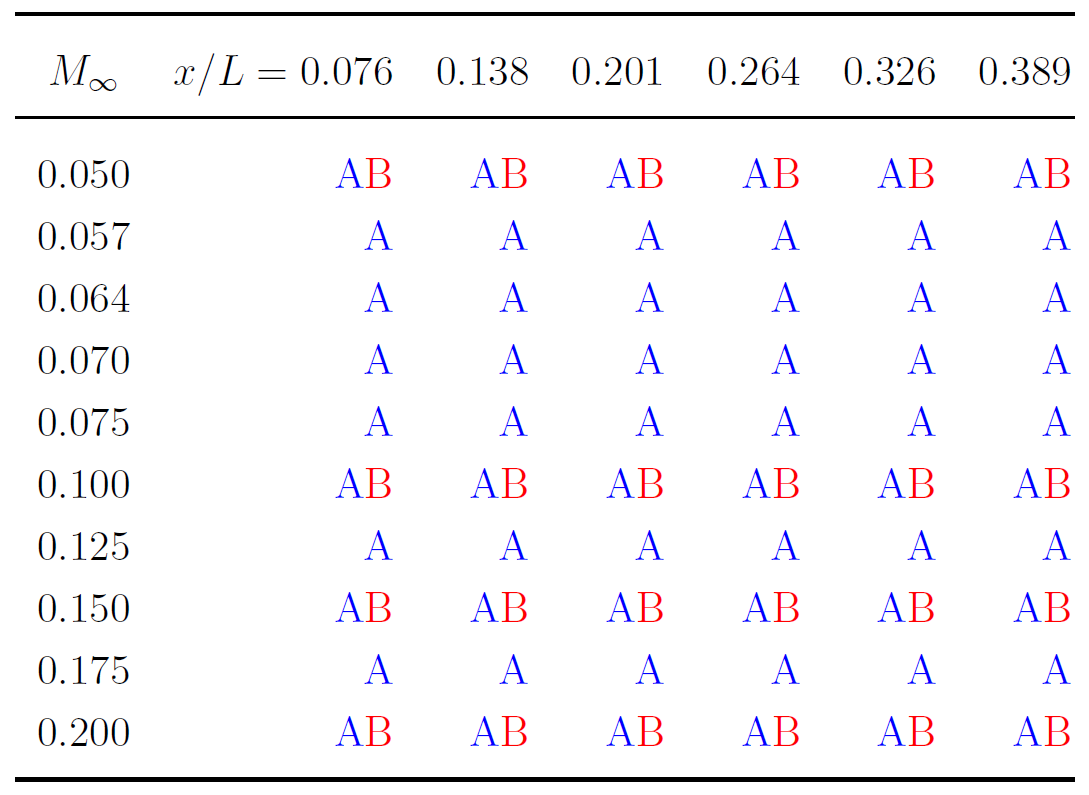 M∞ x/L = 0.076 0.138 0.201 0.264 0.326 0.389
0.050 AB AB AB AB AB AB
0.057 A A A A A A
0.064 A A A A A A
0.070 A A A A A A
0.075 A A A A A A
0.100 AB AB AB AB AB AB
0.125 A A A A A A
0.150 AB AB AB AB AB AB
0.175 A A A A A A
0.200 AB AB AB AB AB AB